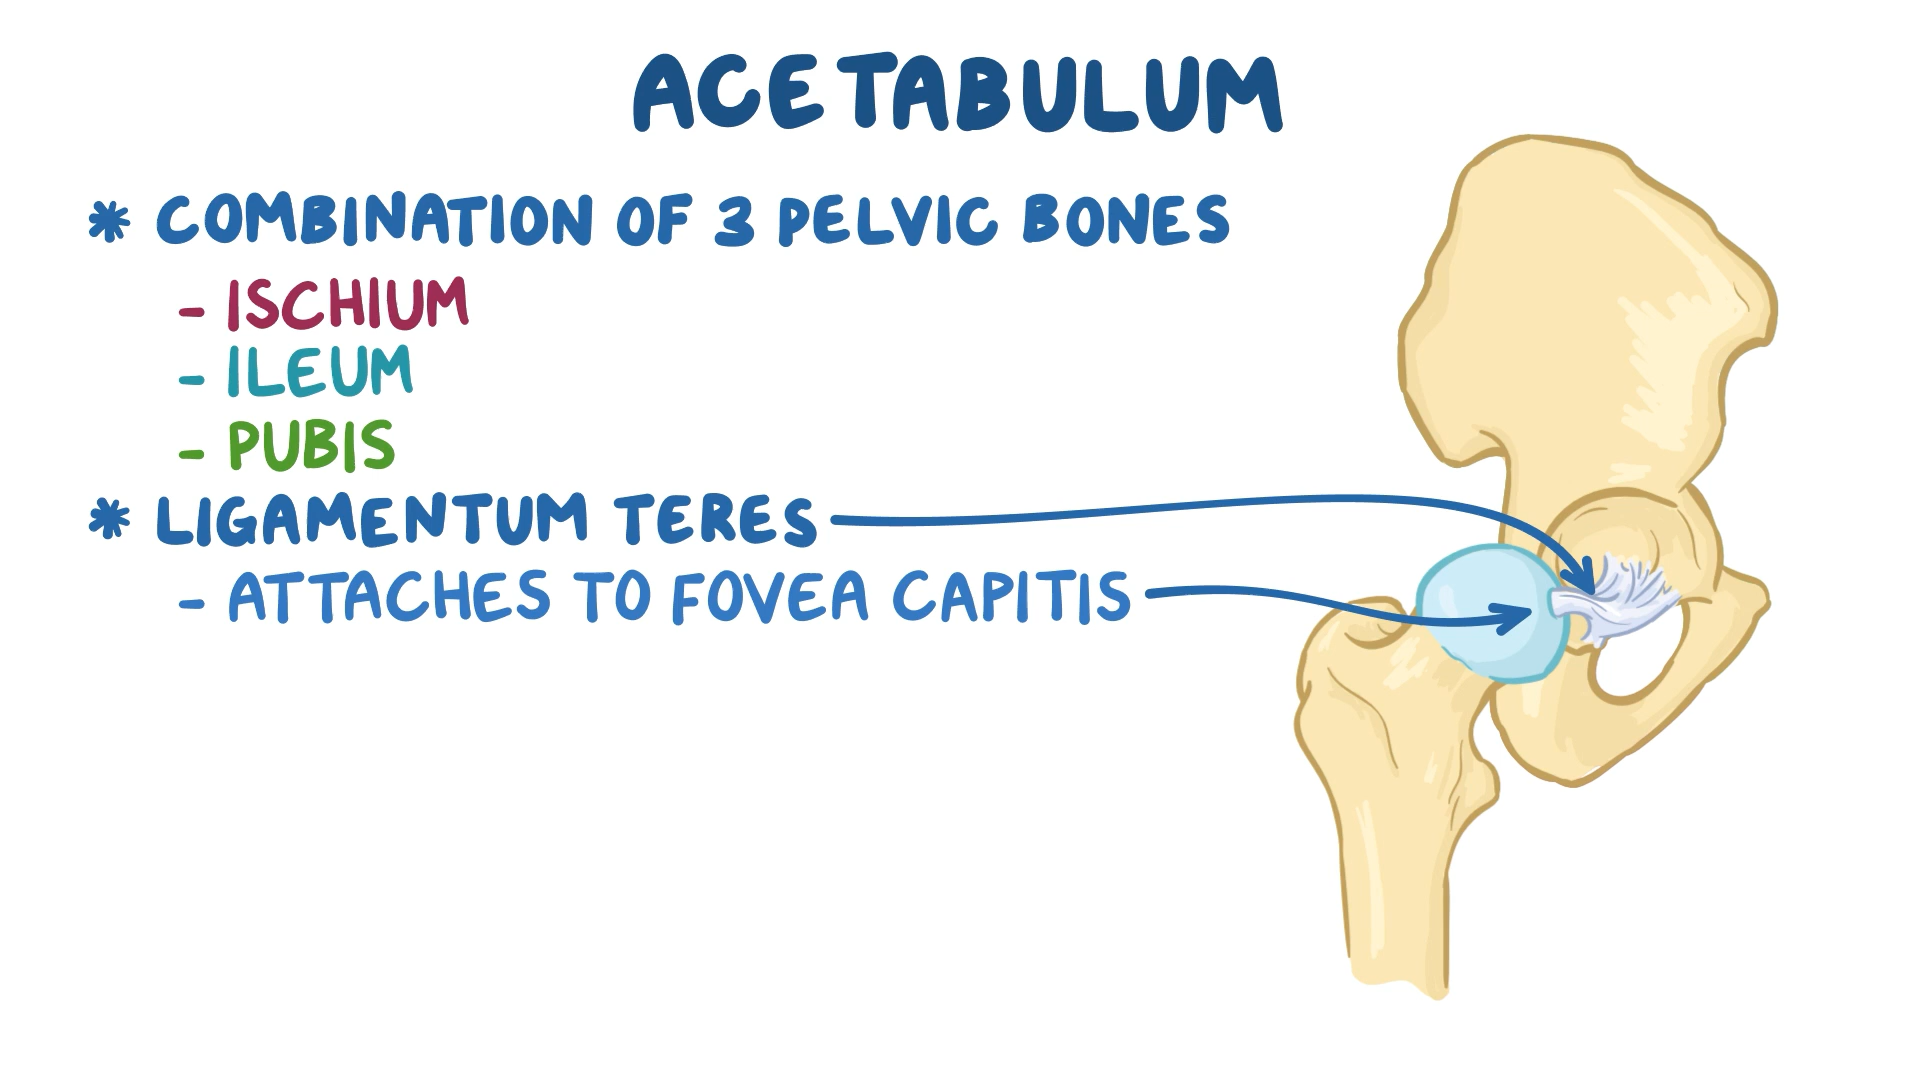 ACETABULUM
* COMBINATION OF 3 PELVIC BONES
- ISCHIUM
- ILEUM
- PUBIS
* LIGAMENTUM TERES
- ATTACHES TO FOVEA CAPITIS